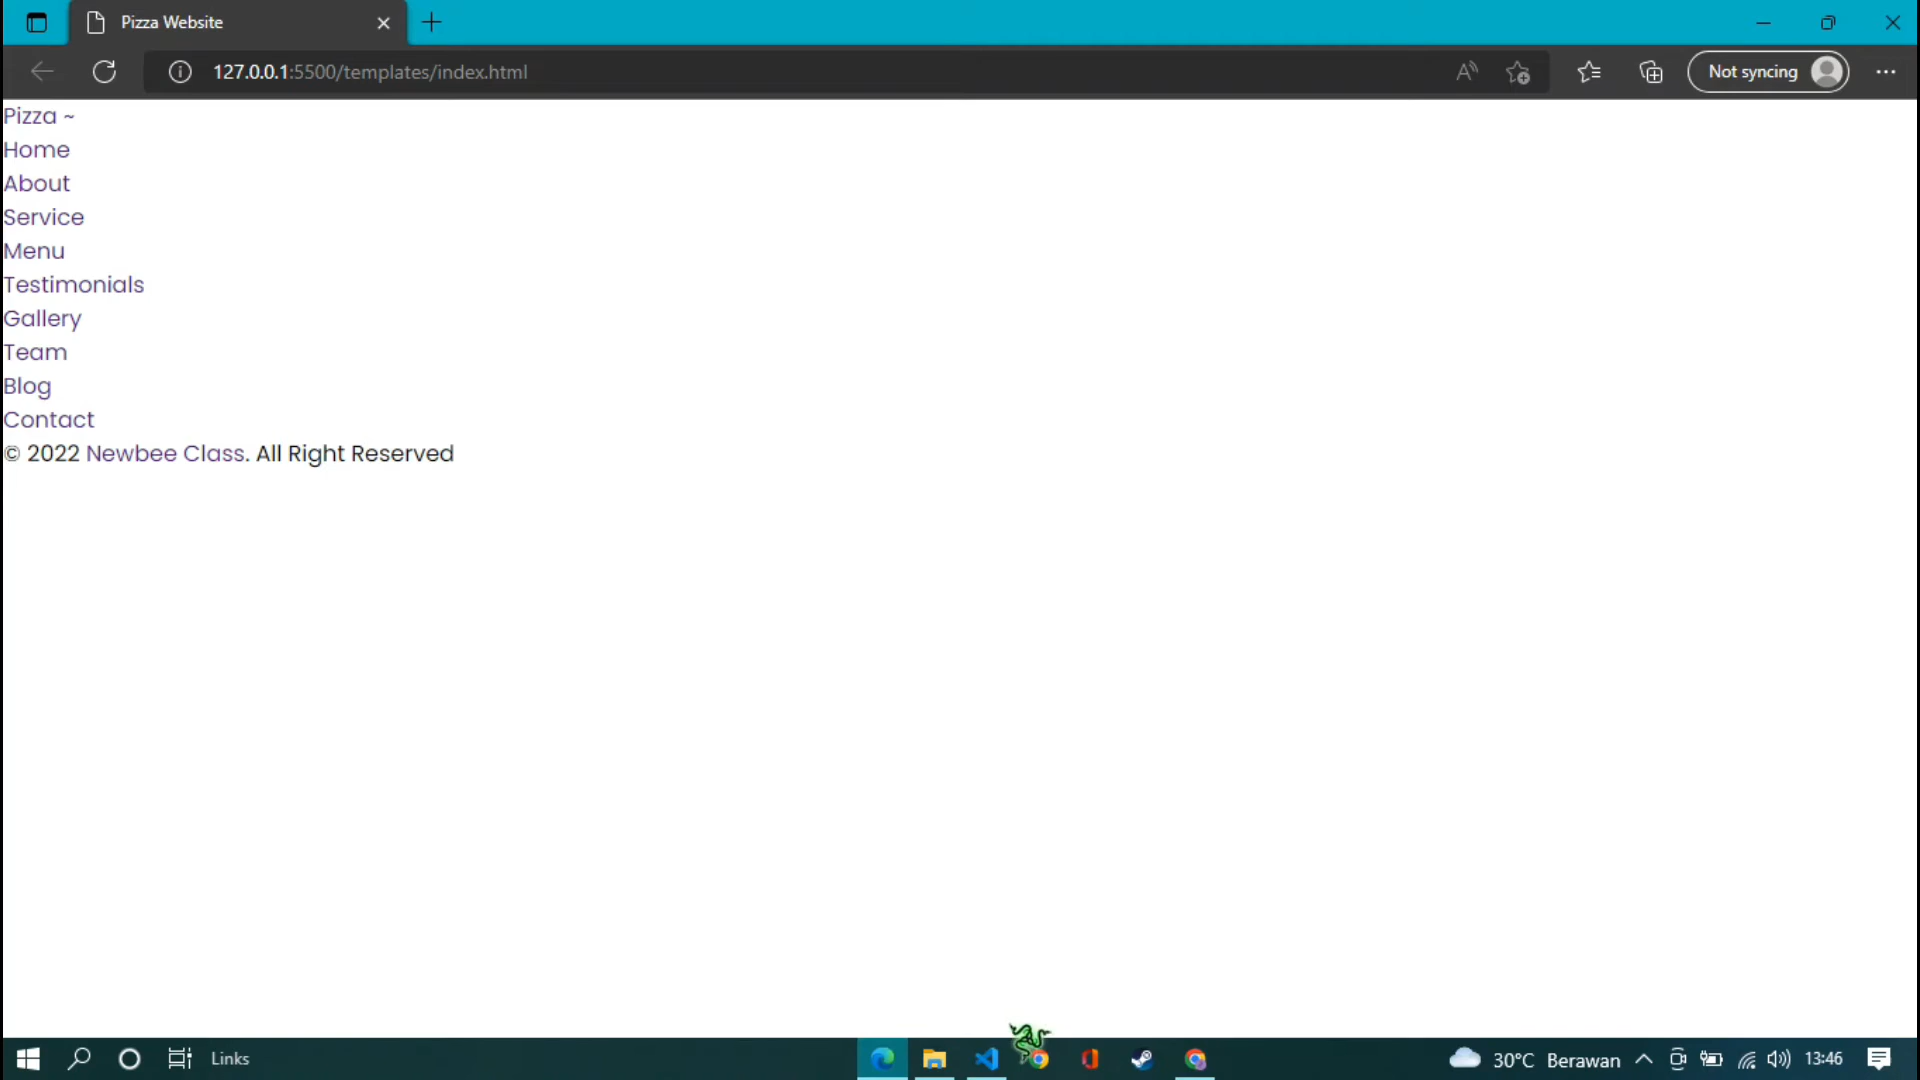 Pizza Website
127.0.0.1:5500/templates/index.html
Not syncing
Pizza ~
Home
About
Service
Menu
Testimonials
Gallery
Team
Blog
Contact
© 2022 Newbee Class. All Right Reserved
Links
30°C Berawan
13:46